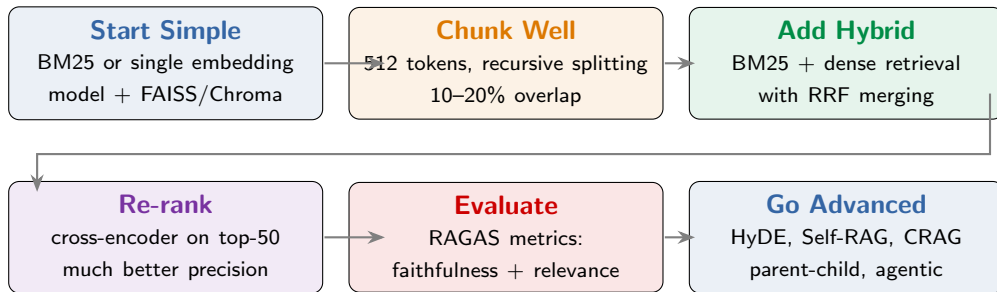 Start Simple
BM25 or single embedding
model + FAISS/Chroma
Chunk Well
512 tokens, recursive splitting
10–20% overlap
Add Hybrid
BM25 + dense retrieval
with RRF merging
Re-rank
cross-encoder on top-50
much better precision
Evaluate
RAGAS metrics:
faithfulness + relevance
Go Advanced
HyDE, Self-RAG, CRAG
parent-child, agentic